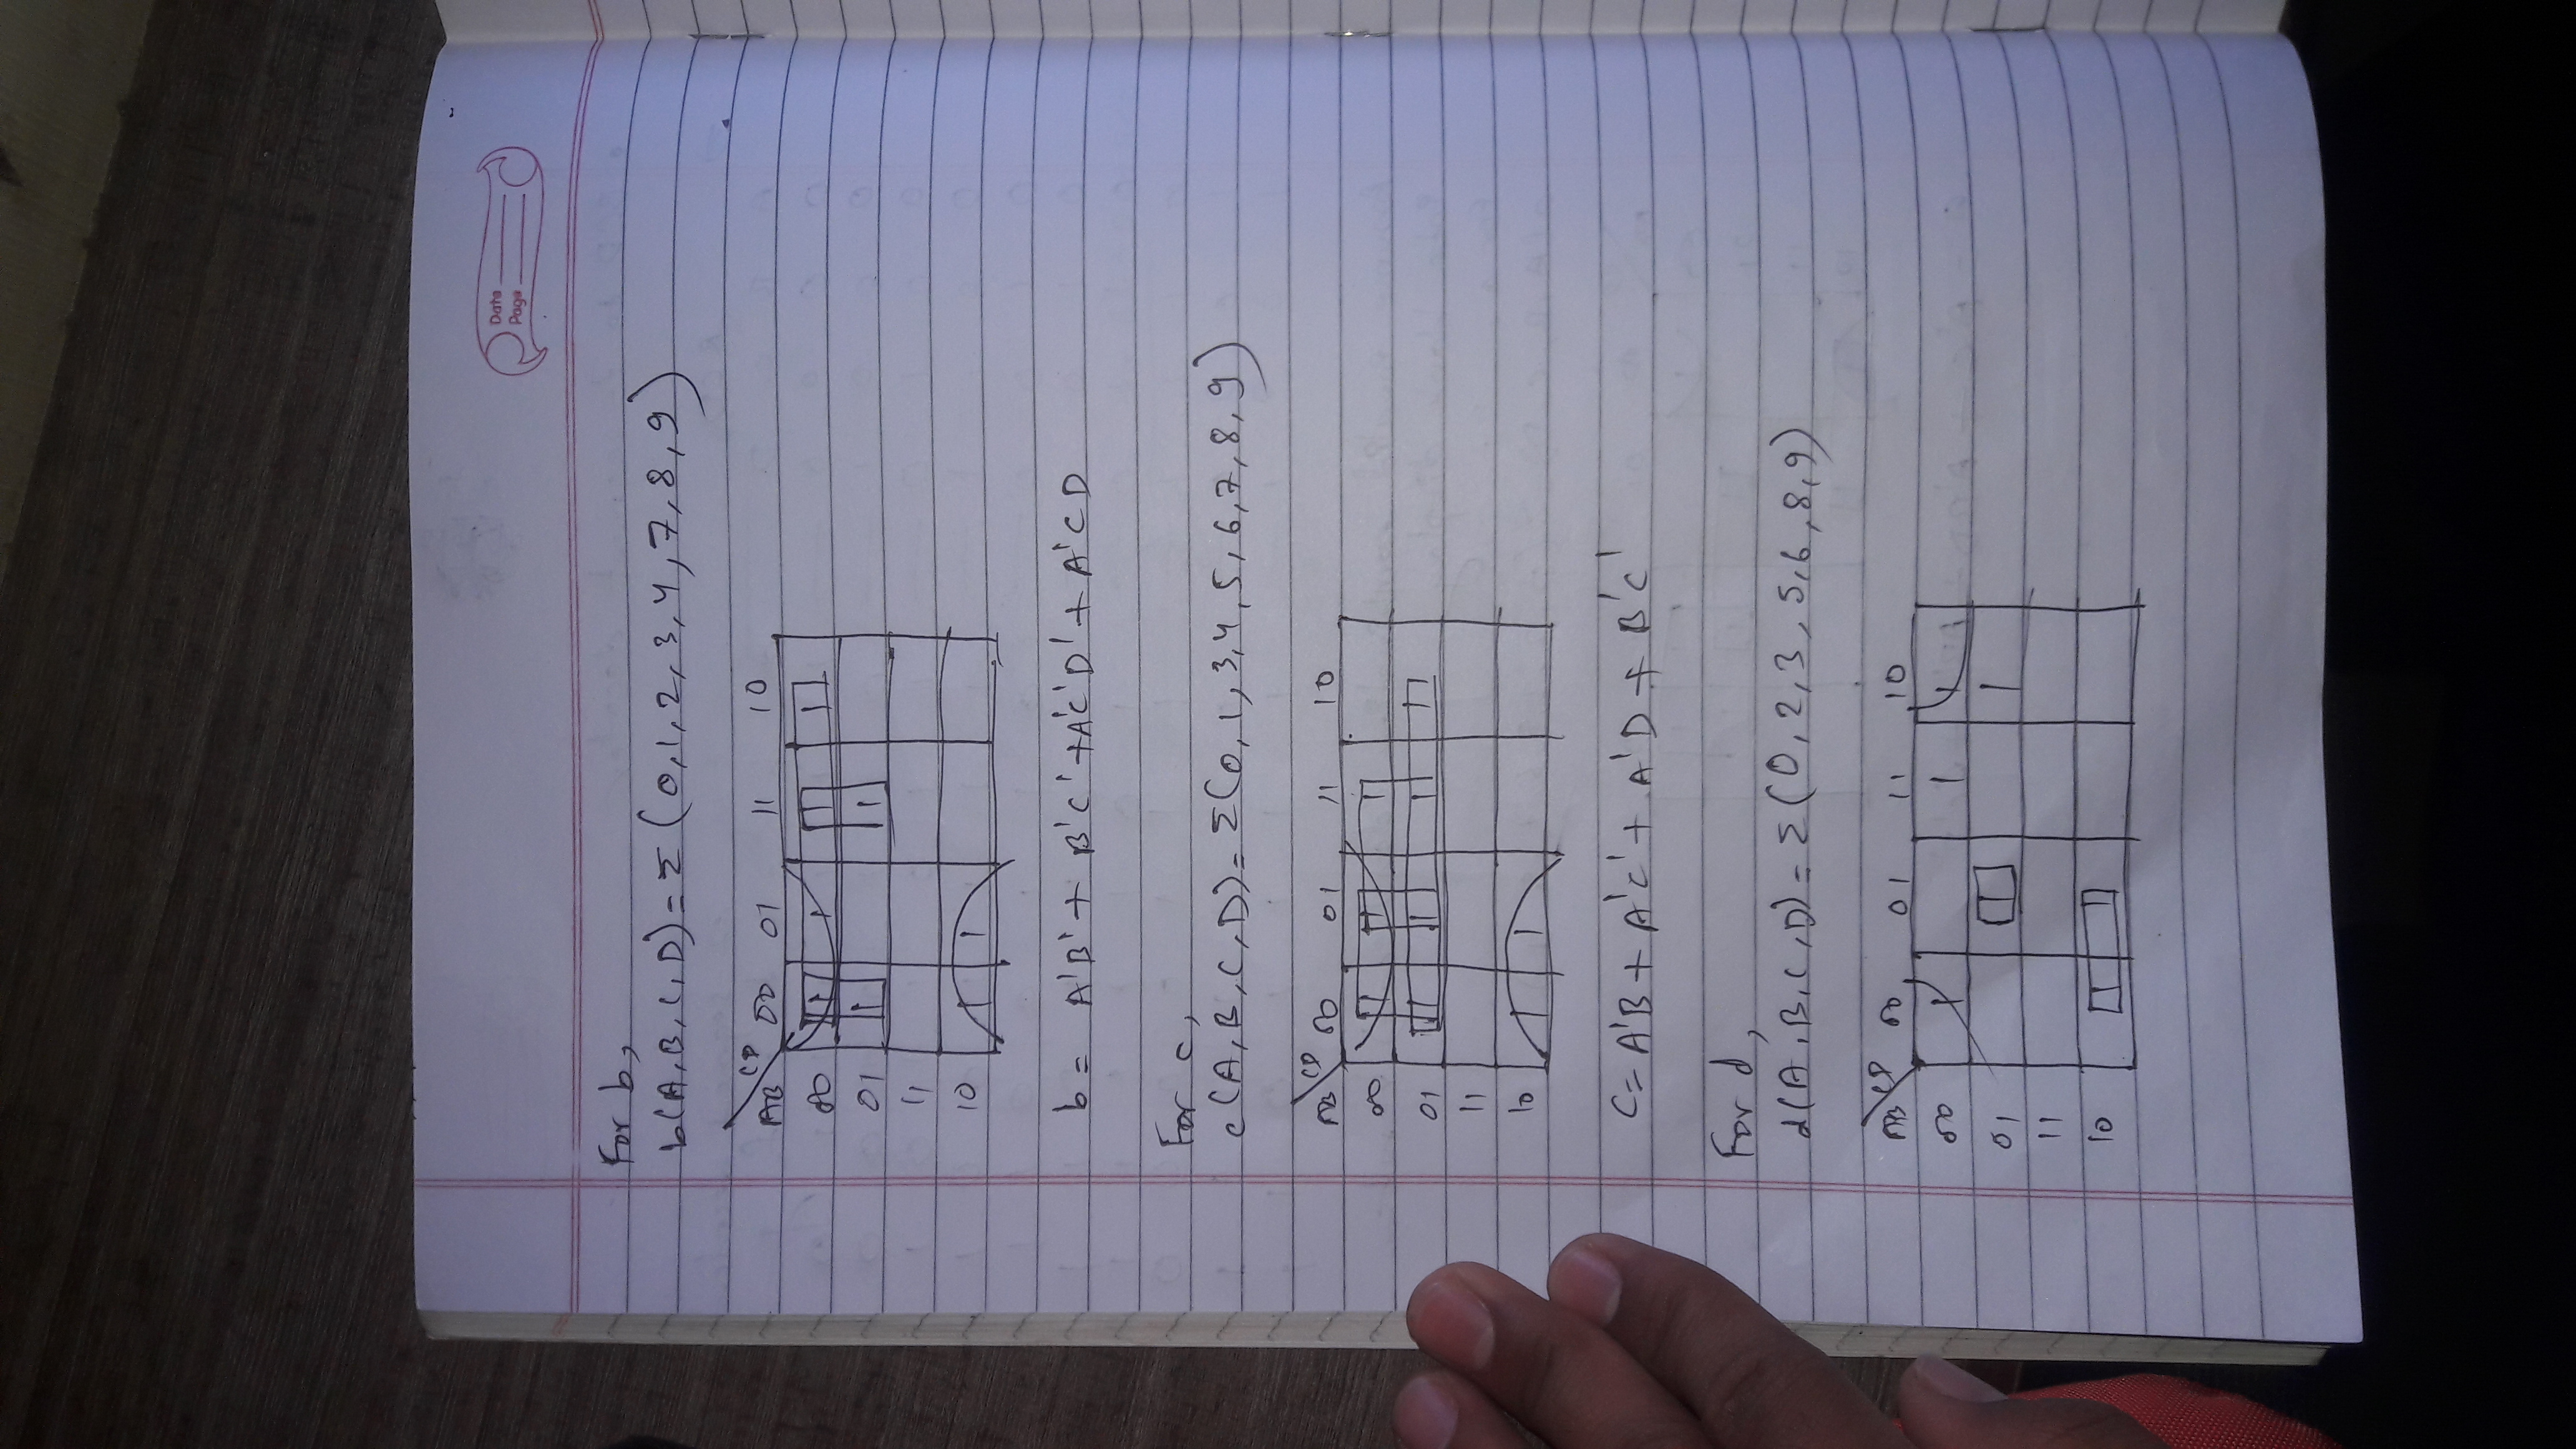 Date
Page
For b,
b(A,B,C,D)=Σ(0,1,2,3,4,7,8,9)
AB CD 00 01 11 10
00 1 1 1 1
01 1 1
11
10 1 1
b = A'B' + B'C' + A'C'D' + A'CD
For c,
c(A,B,C,D)=Σ(0,1,3,4,5,6,7,8,9)
AB CD 00 01 11 10
00 1 1 1
01 1 1 1 1
11
10 1 1
C = A'B + A'C' + A'D + B'C'
For d,
d(A,B,C,D)=Σ(0,2,3,5,6,8,9)
AB CD 00 01 11 10
00 1 1 1
01 1 1
11
10 1 1